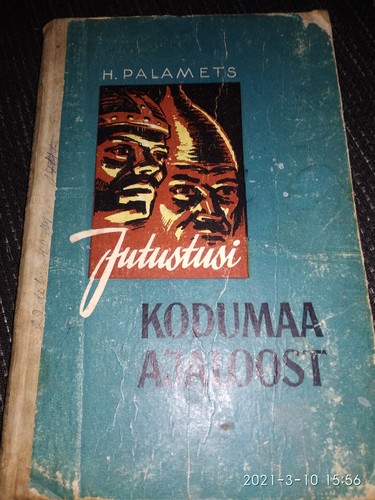 H. PALAMETS
Jutustusi
KODUMAA
AJALOOST
2021-3-10 15:56